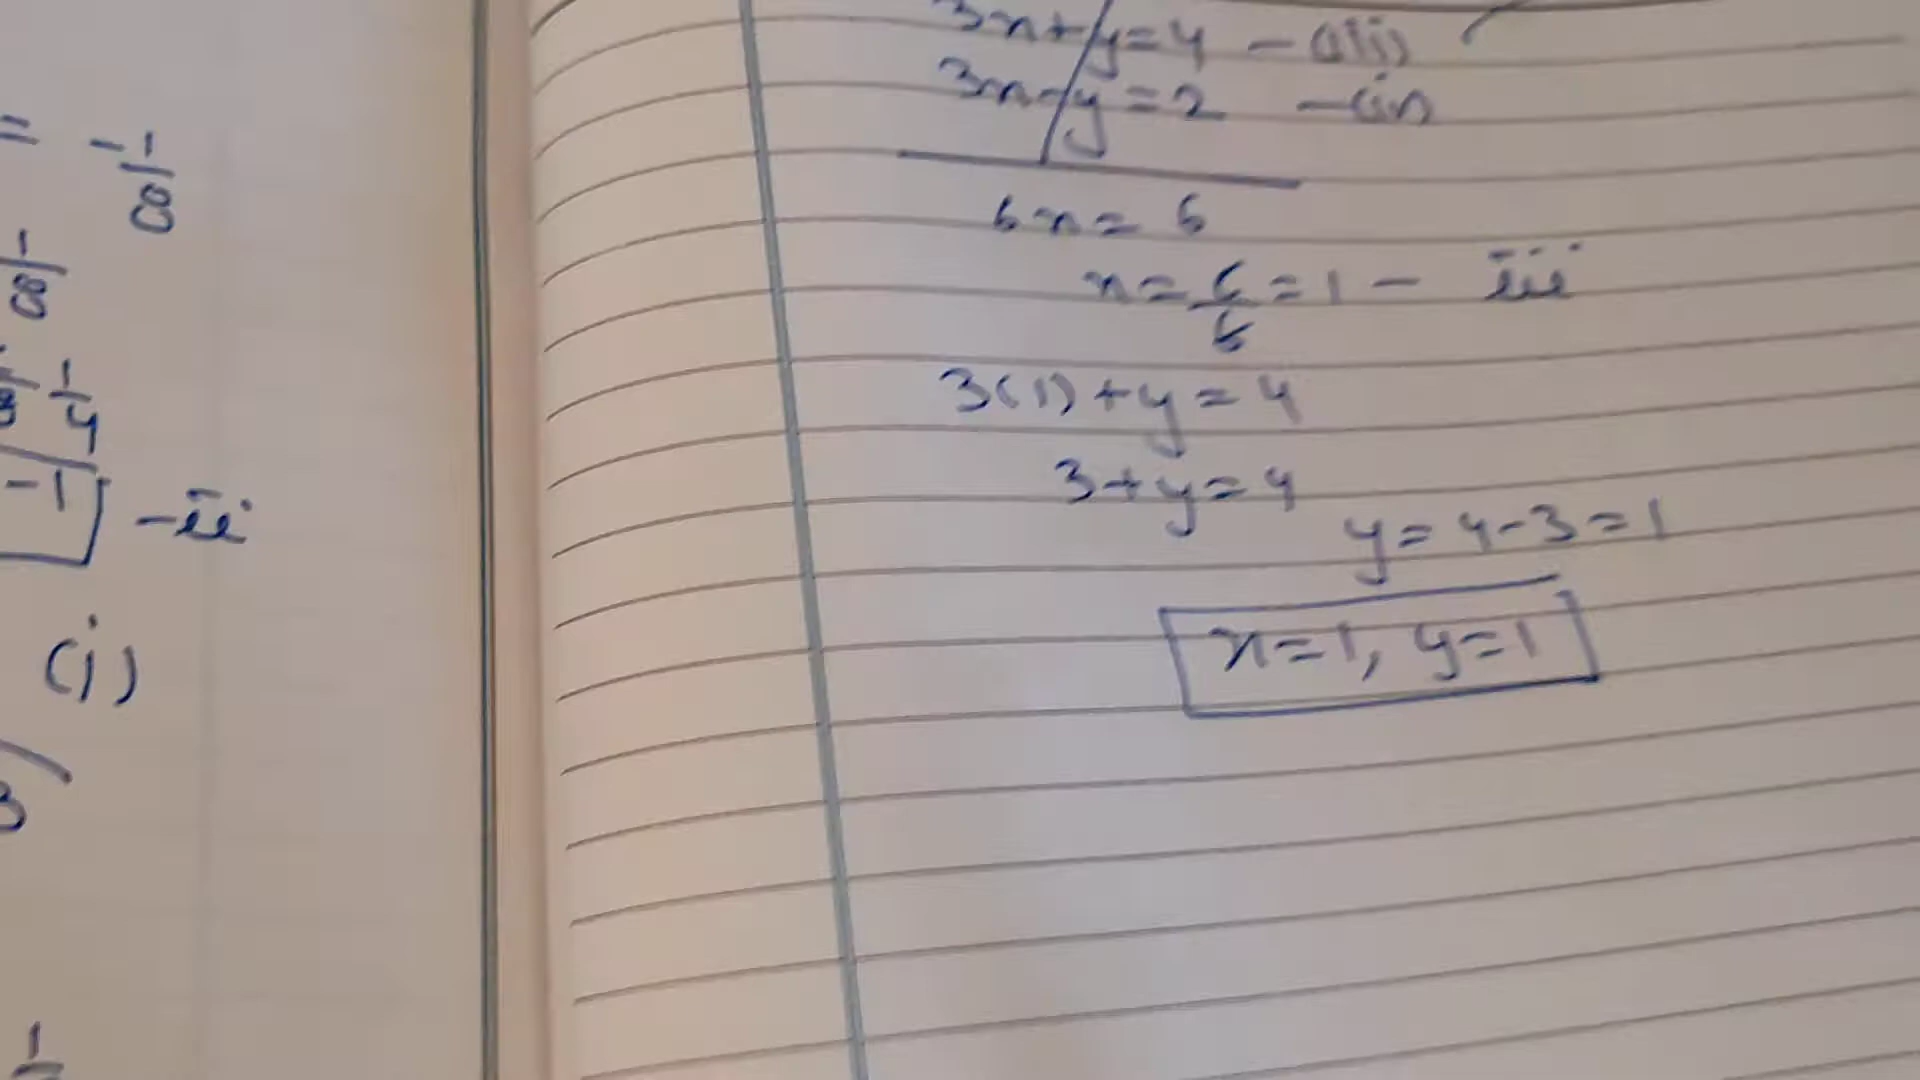 =
1/8
1/8
1/4
-1] -ii
(i)
3x+y=4 -(iii)
3x-y=2
6x=6
x=6/6=1- iii
3(1)+y=4
3+y=4
y=4-3=1
x=1, y=1